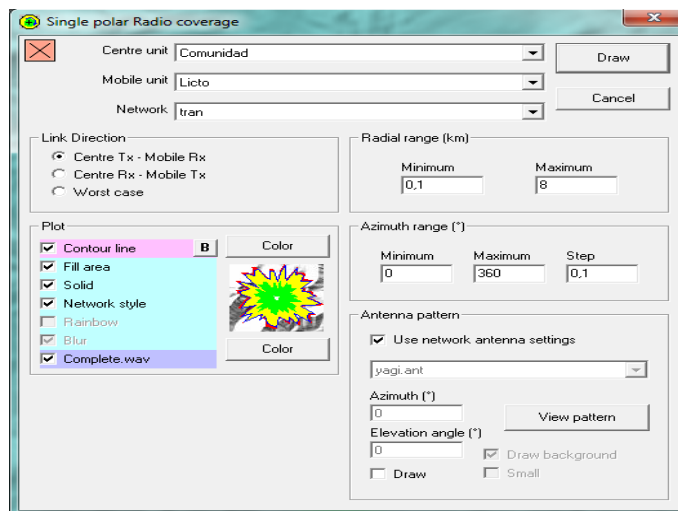 Single polar Radio coverage
Centre unit Comunidad
Draw
Mobile unit Licto
Cancel
Network tran
Link Direction
Centre Tx - Mobile Rx
Centre Rx - Mobile Tx
Worst case
Radial range (km)
Minimum Maximum
0,1 8
Plot
Contour line B Color
Fill area
Solid
Network style
Rainbow
Blur
Complete.wav
Color
Azimuth range (°)
Minimum Maximum Step
0 360 0,1
Antenna pattern
Use network antenna settings
yagi.ant
Azimuth (°)
0
View pattern
Elevation angle (°)
0
Draw background
Draw Small